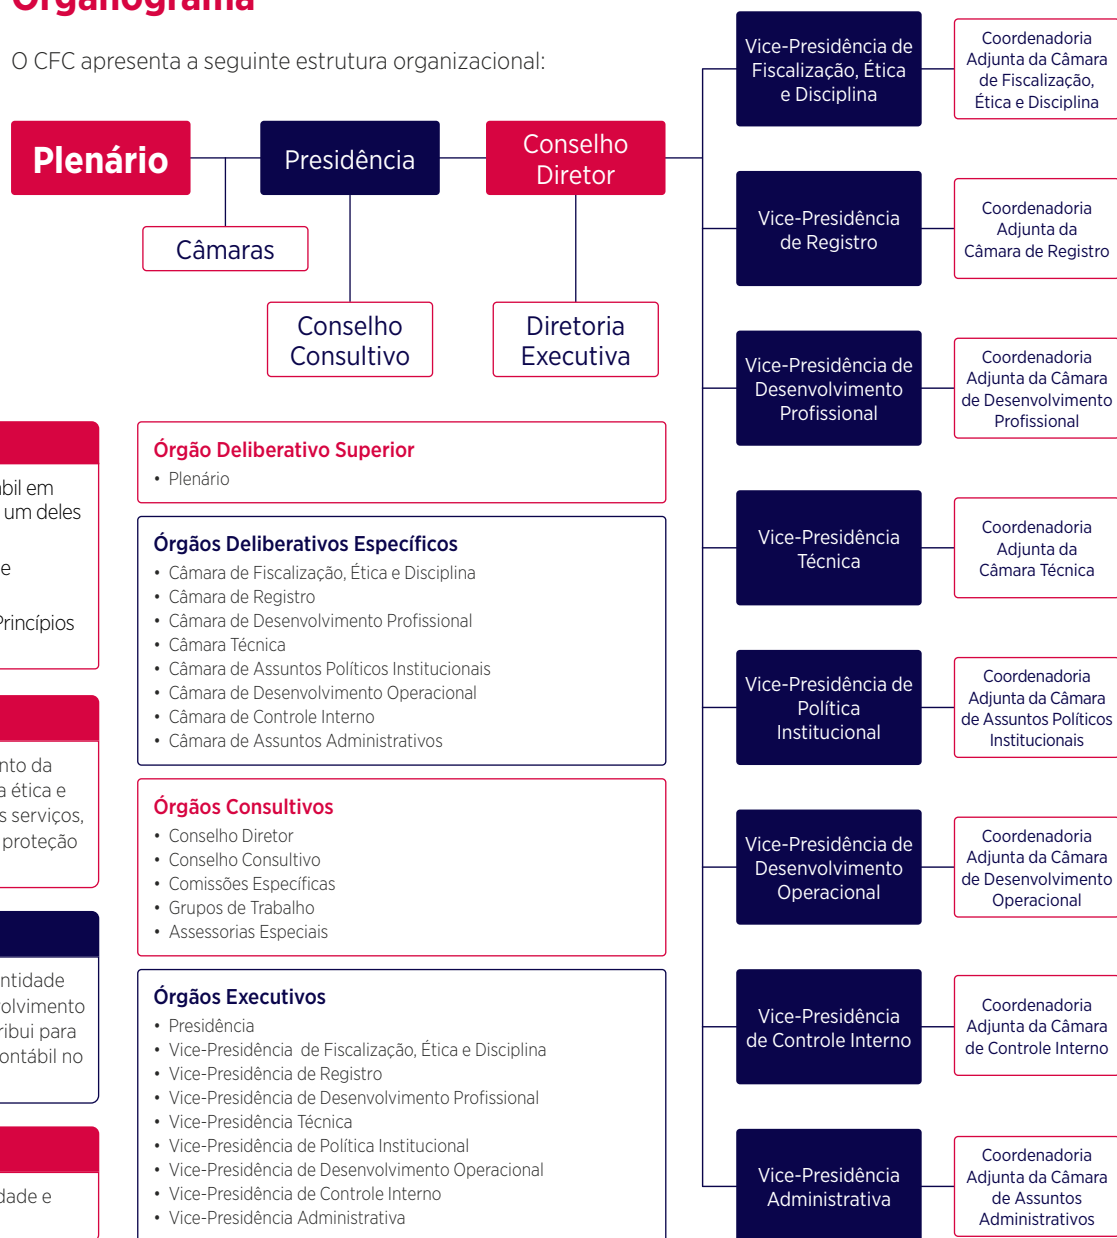 Organograma
O CFC apresenta a seguinte estrutura organizacional:
Plenário
Presidência
Conselho
Diretor
Câmaras
Conselho
Consultivo
Diretoria
Executiva
Vice-Presidência de
Fiscalização, Ética
e Disciplina
Coordenadoria
Adjunta da Câmara
de Fiscalização,
Ética e Disciplina
Vice-Presidência
de Registro
Coordenadoria
Adjunta da
Câmara de Registro
Vice-Presidência de
Desenvolvimento
Profissional
Coordenadoria
Adjunta da Câmara
de Desenvolvimento
Profissional
Vice-Presidência
Técnica
Coordenadoria
Adjunta da
Câmara Técnica
Vice-Presidência de
Política
Institucional
Coordenadoria
Adjunta da Câmara
de Assuntos Políticos
Institucionais
Vice-Presidência de
Desenvolvimento
Operacional
Coordenadoria
Adjunta da Câmara
de Desenvolvimento
Operacional
Vice-Presidência
de Controle Interno
Coordenadoria
Adjunta da Câmara
de Controle Interno
Vice-Presidência
Administrativa
Coordenadoria
Adjunta da Câmara
de Assuntos
Administrativos
um deles
e
Princípios
da
a ética e
serviços,
proteção
no
e
Órgão Deliberativo Superior
• Plenário
Órgãos Deliberativos Específicos
• Câmara de Fiscalização, Ética e Disciplina
• Câmara de Registro
• Câmara de Desenvolvimento Profissional
• Câmara Técnica
• Câmara de Assuntos Políticos Institucionais
• Câmara de Desenvolvimento Operacional
• Câmara de Controle Interno
• Câmara de Assuntos Administrativos
Órgãos Consultivos
• Conselho Diretor
• Conselho Consultivo
• Comissões Específicas
• Grupos de Trabalho
• Assessorias Especiais
Órgãos Executivos
• Presidência
• Vice-Presidência de Fiscalização, Ética e Disciplina
• Vice-Presidência de Registro
• Vice-Presidência de Desenvolvimento Profissional
• Vice-Presidência Técnica
• Vice-Presidência de Política Institucional
• Vice-Presidência de Desenvolvimento Operacional
• Vice-Presidência de Controle Interno
• Vice-Presidência Administrativa